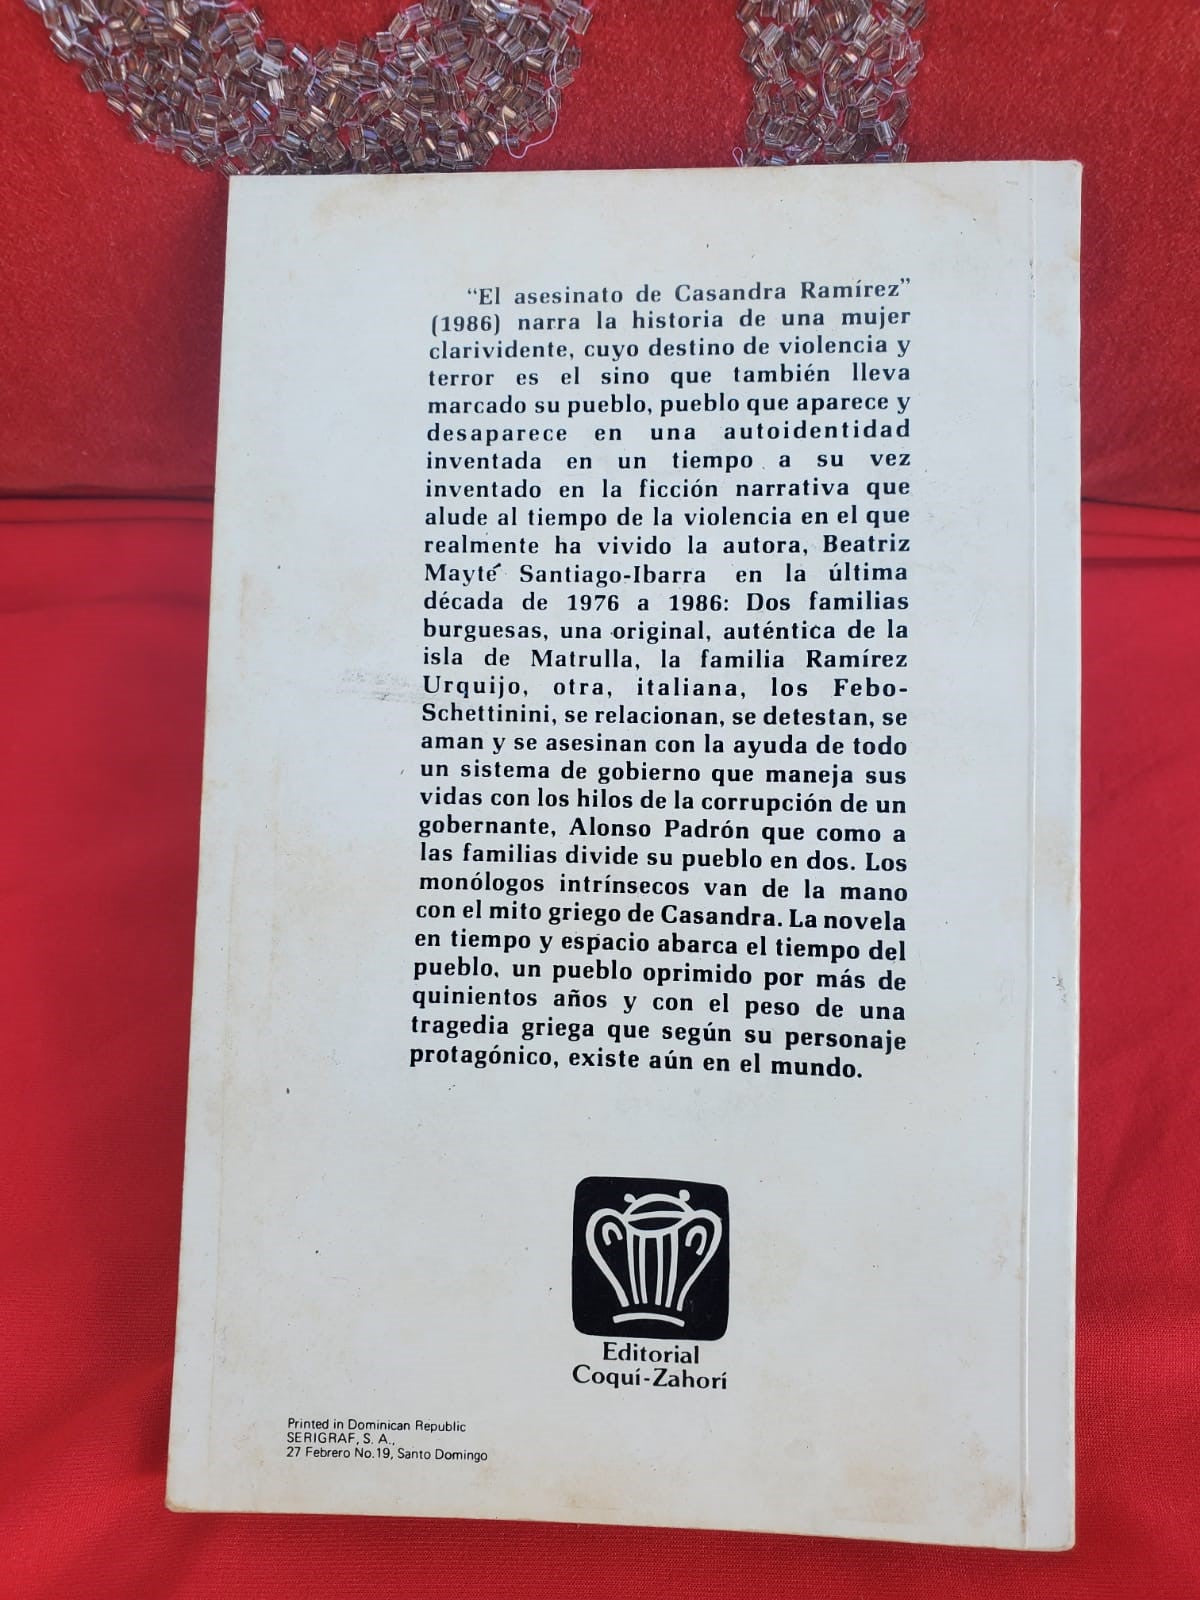 “El asesinato de Casandra Ramírez”
(1986) narra la historia de una mujer
clarividente, cuyo destino de violencia y
terror es el sino que también lleva
marcado su pueblo, pueblo que aparece y
desaparece en una autoidentidad
inventada en un tiempo a su vez
inventado en la ficción narrativa que
alude al tiempo de la violencia en el que
realmente ha vivido la autora, Beatriz
Mayté Santiago-Ibarra en la última
década de 1976 a 1986: Dos familias
burguesas, una original, auténtica de la
isla de Matrulla, la familia Ramírez
Urquijo, otra, italiana, los Febo-
Schettinini, se relacionan, se detestan, se
aman y se asesinan con la ayuda de todo
un sistema de gobierno que maneja sus
vidas con los hilos de la corrupción de un
gobernante, Alonso Padrón que como a
las familias divide su pueblo en dos. Los
monólogos intrínsecos van de la mano
con el mito griego de Casandra. La novela
en tiempo y espacio abarca el tiempo del
pueblo, un pueblo oprimido por más de
quinientos años y con el peso de una
tragedia griega que según su personaje
protagónico, existe aún en el mundo.
Editorial
Coquí-Zahorí
Printed in Dominican Republic
SERIGRAF, S. A.,
27 Febrero No.19, Santo Domingo